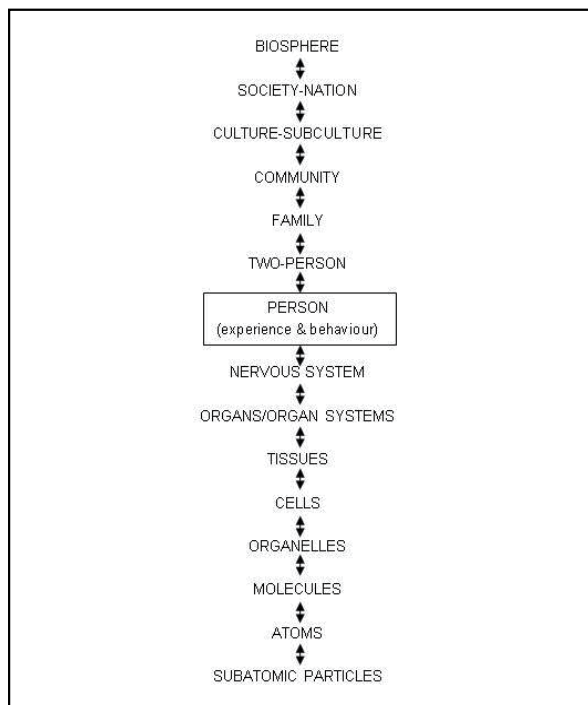 BIOSPHERE
SOCIETY-NATION
CULTURE-SUBCULTURE
COMMUNITY
FAMILY
TWO-PERSON
PERSON
(experience & behaviour)
NERVOUS SYSTEM
ORGANS/ORGAN SYSTEMS
TISSUES
CELLS
ORGANELLES
MOLECULES
ATOMS
SUBATOMIC PARTICLES